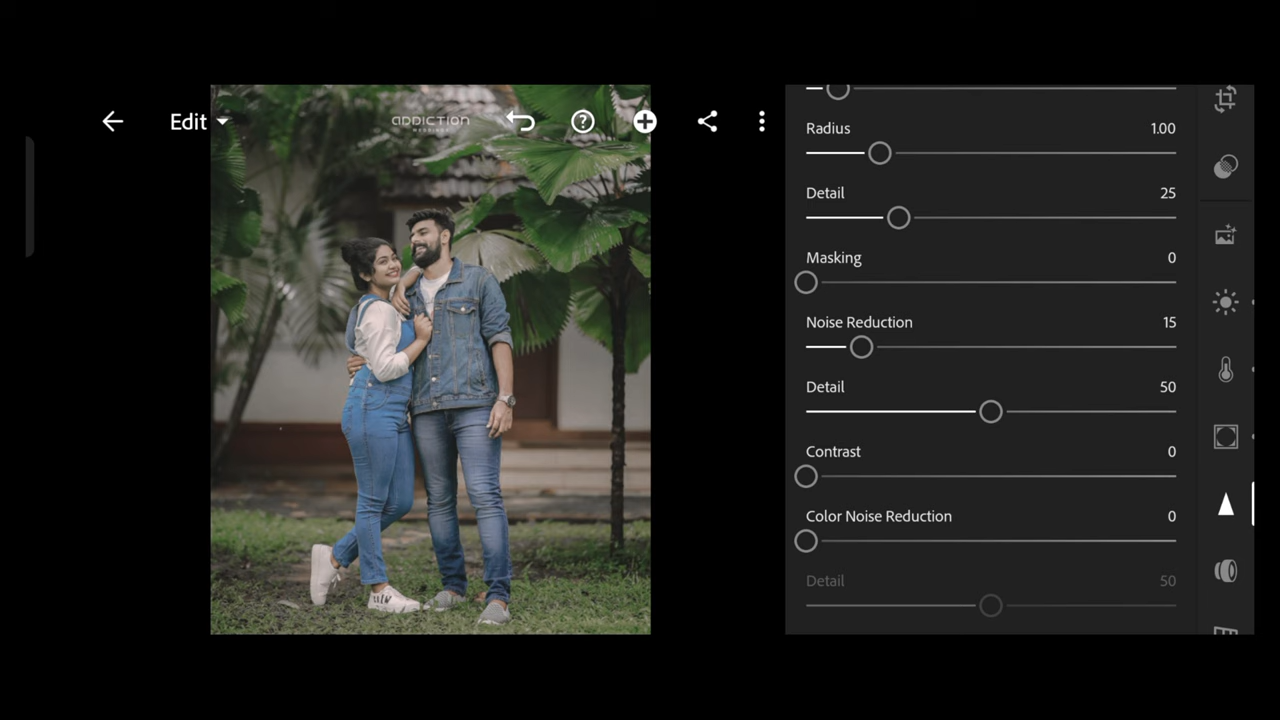 Edit
ADDICTION
Radius 1.00
Detail 25
Masking 0
Noise Reduction 15
Detail 50
Contrast 0
Color Noise Reduction 0
Detail 50